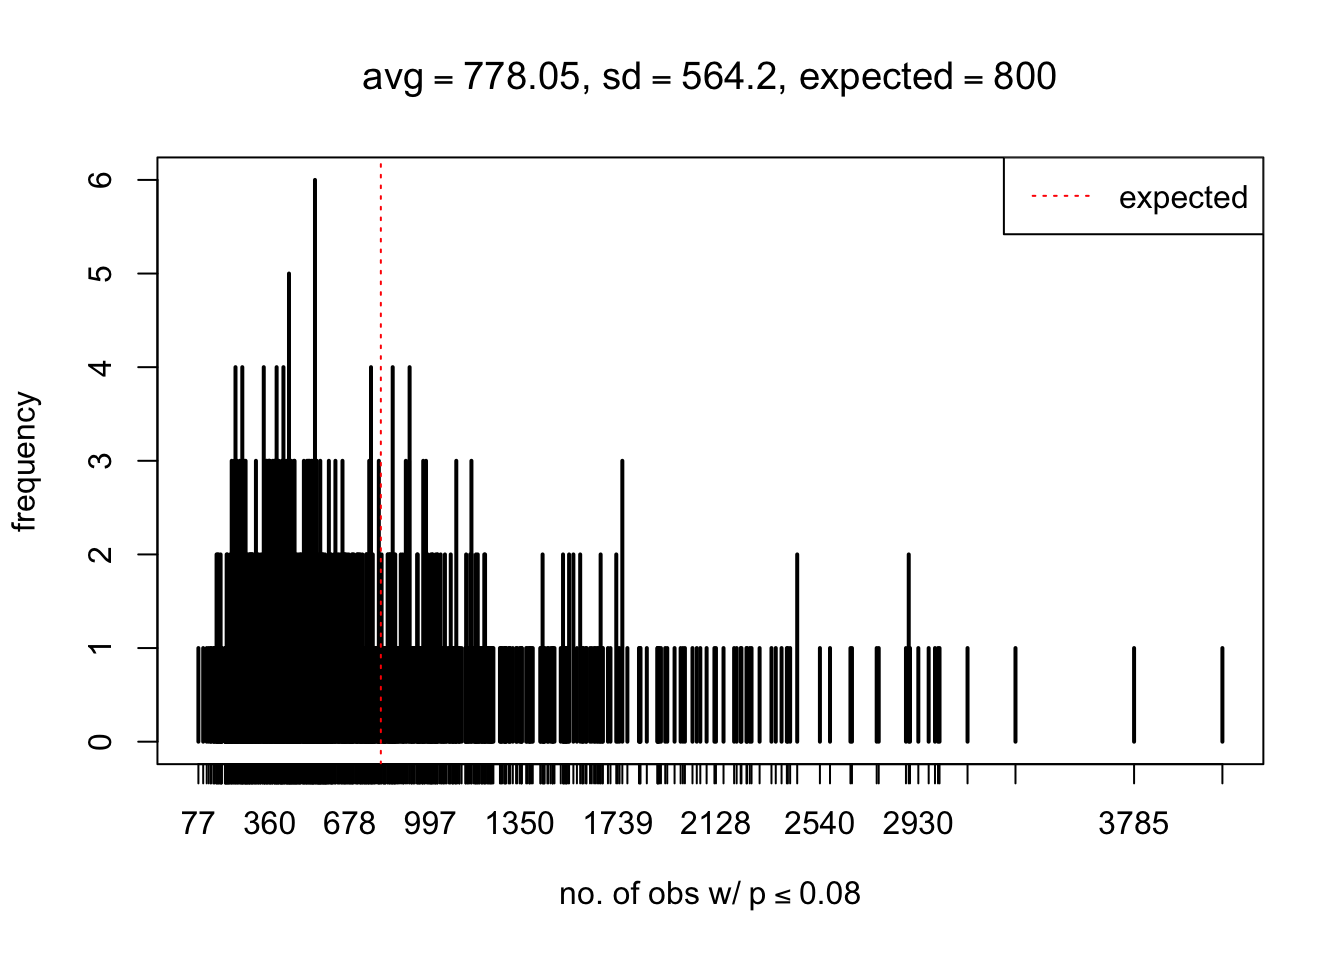 avg = 778.05, sd = 564.2, expected = 800
expected
6
5
4
3
2
1
0
frequency
77 360 678 997 1350 1739 2128 2540 2930 3785
no. of obs w/ p ≤ 0.08